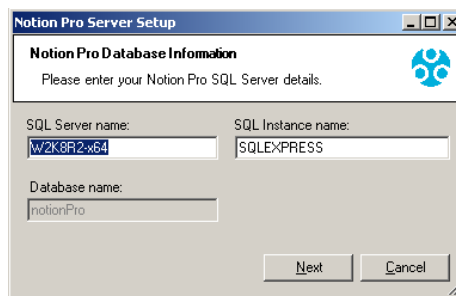 Notion Pro Server Setup
Notion Pro Database Information
Please enter your Notion Pro SQL Server details.
SQL Server name: SQL Instance name:
W2K8R2-x64 SQLEXPRESS
Database name:
notionPro
Next Cancel